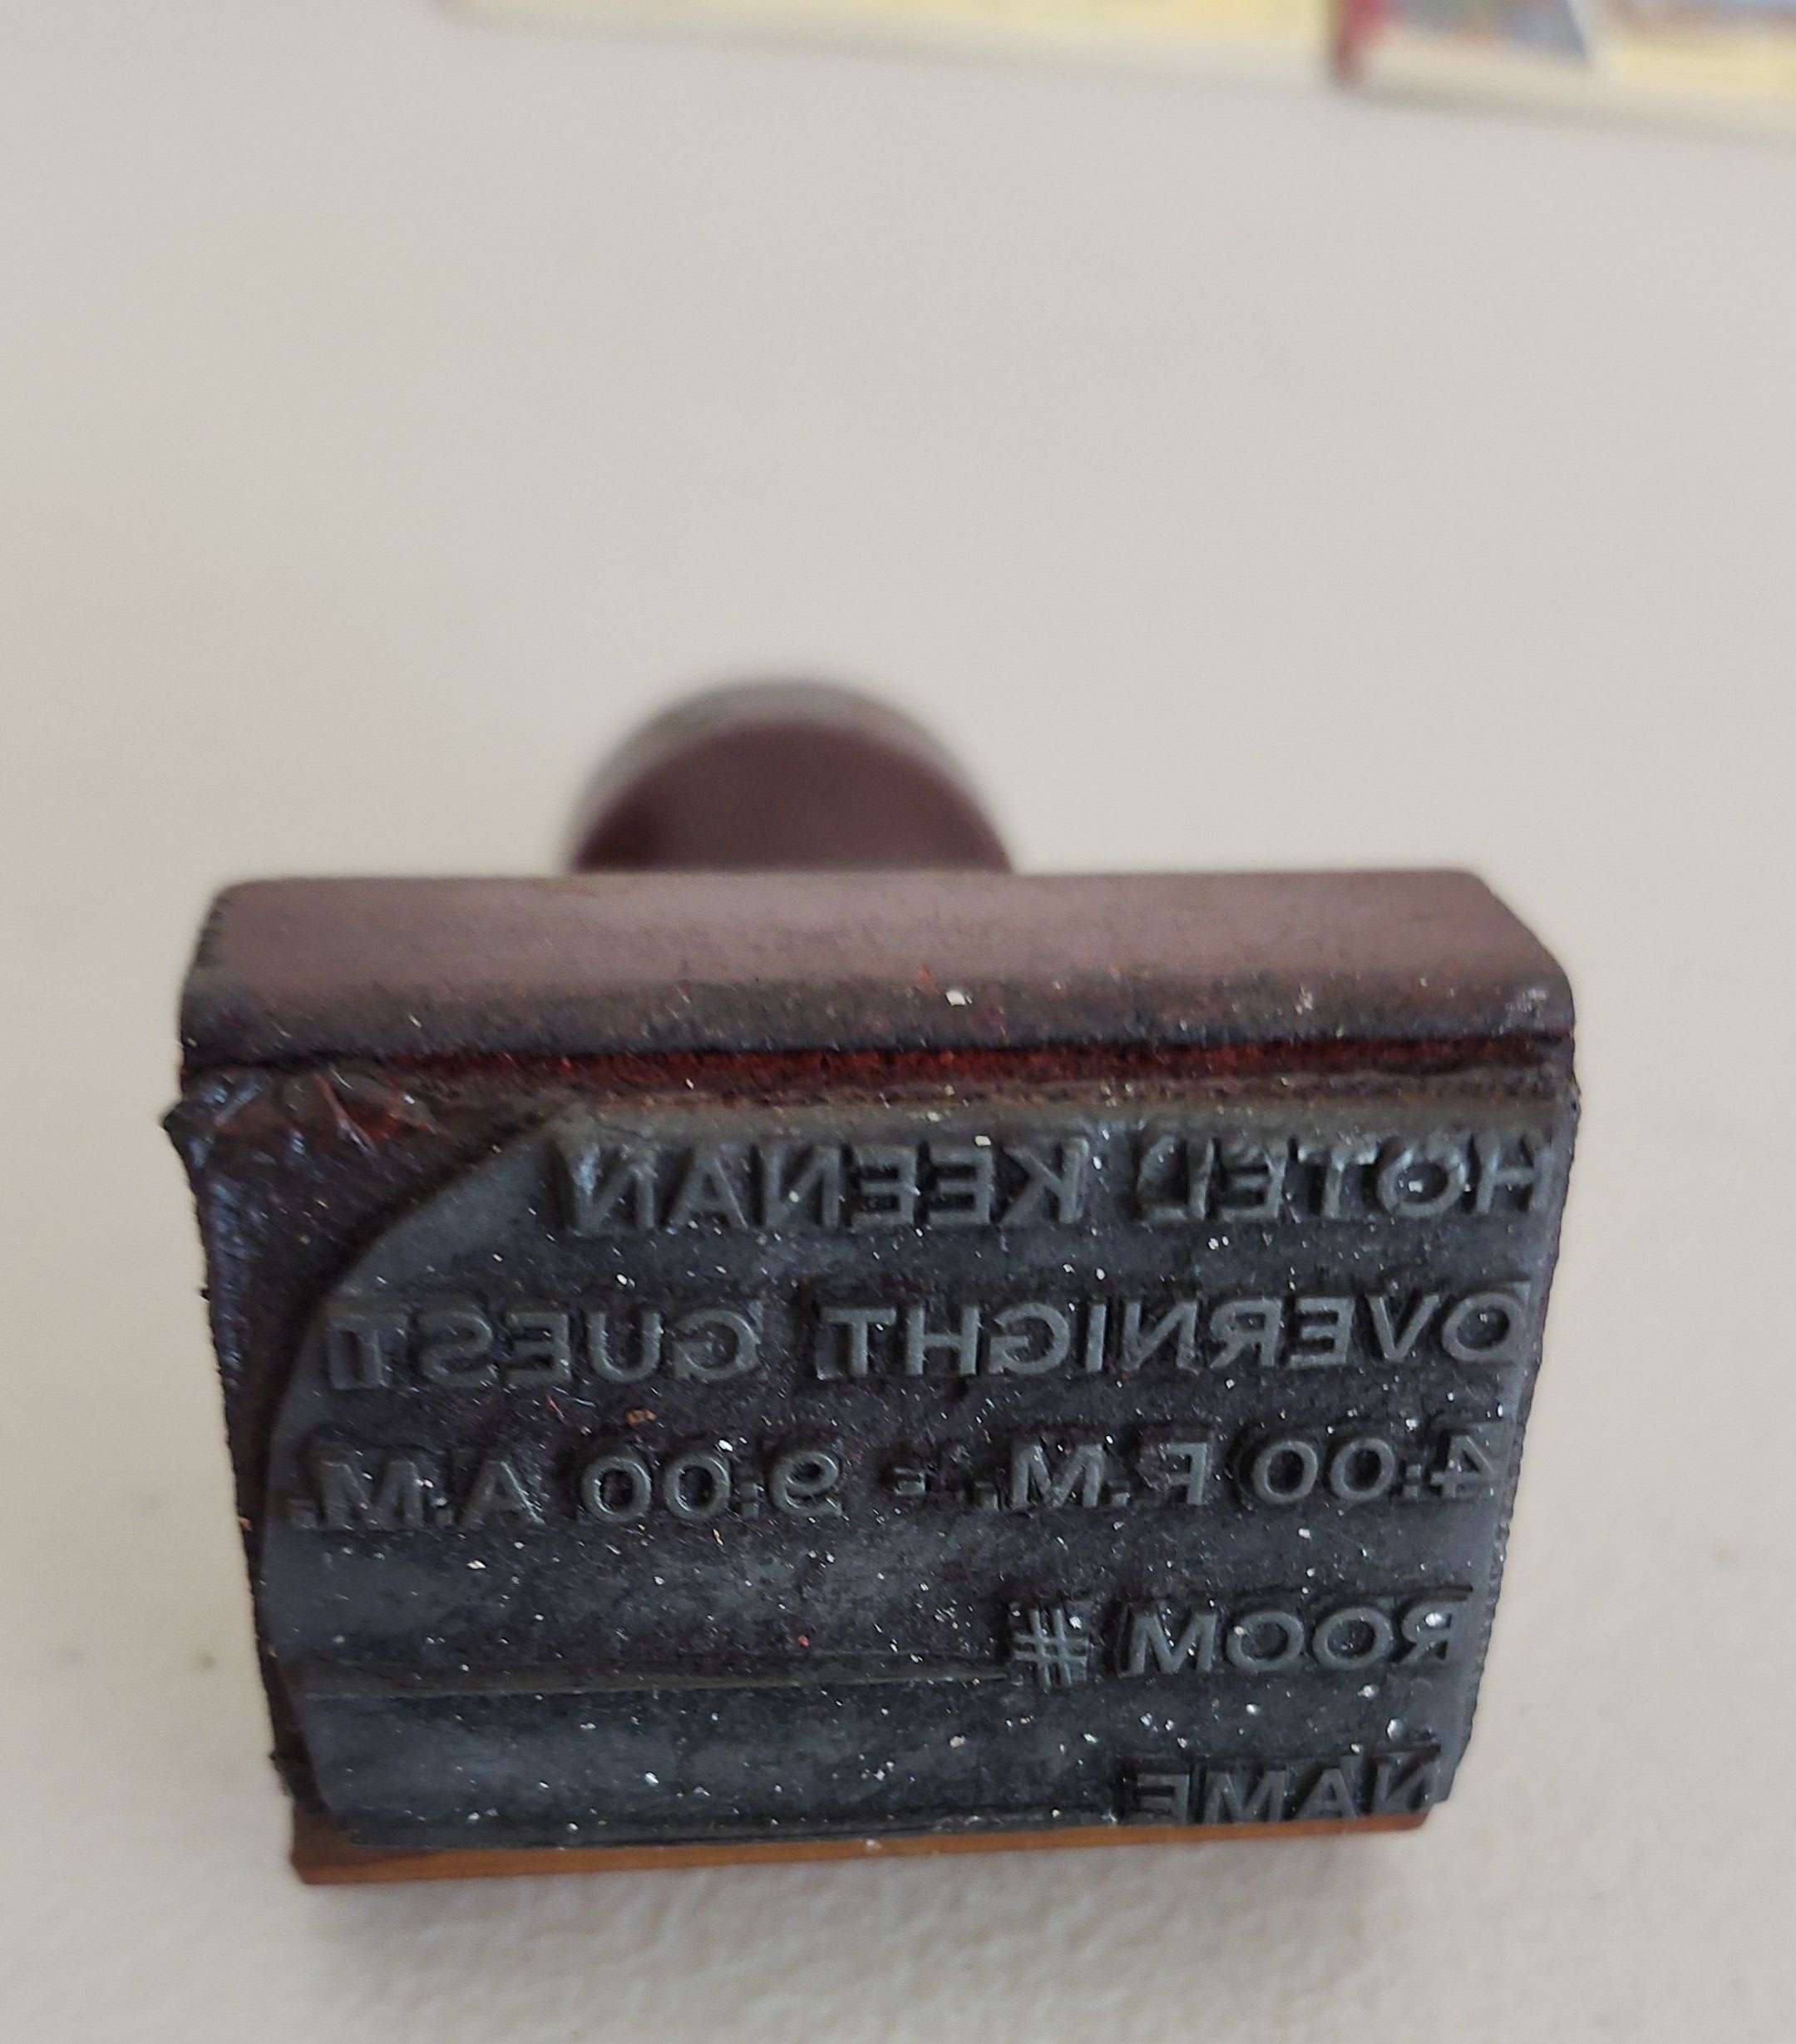 HOTEL KEENAN
OVERNIGHT GUEST
4:00 P.M. - 9:00 A.M.
ROOM #
NAME